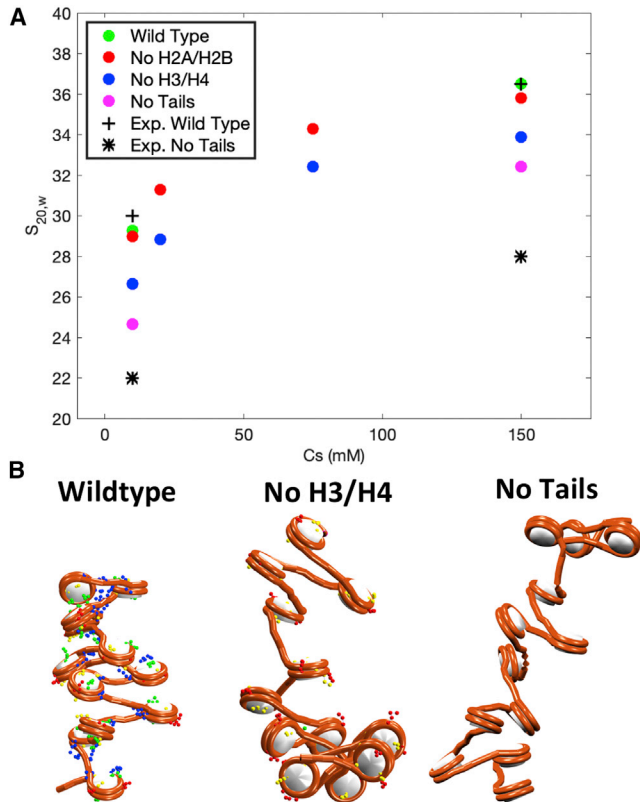 A
40
38
36
34
32
30
28
26
24
22
20
S20,w
Wild Type
No H2A/H2B
No H3/H4
No Tails
Exp. Wild Type
Exp. No Tails
0 50 100 150
Cs (mM)
B
Wildtype No H3/H4 No Tails